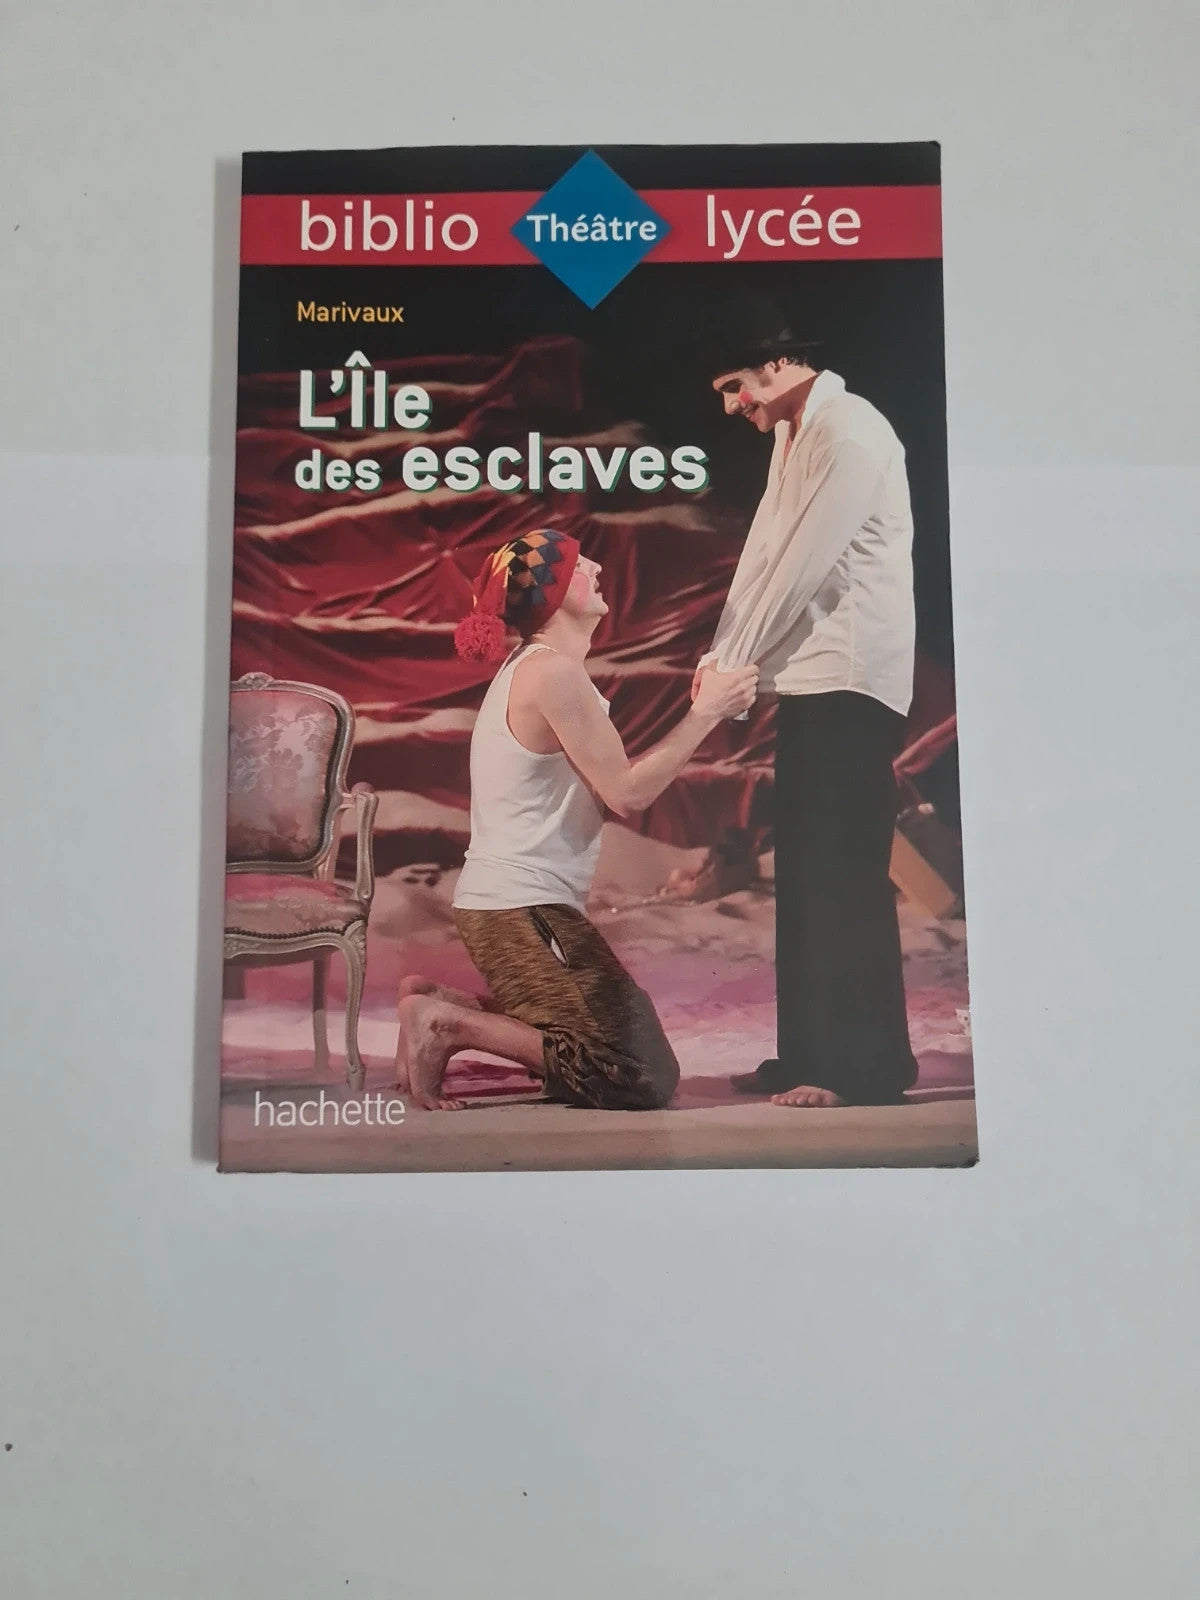 biblio Théâtre lycée
Marivaux
L'Île
des esclaves
hachette